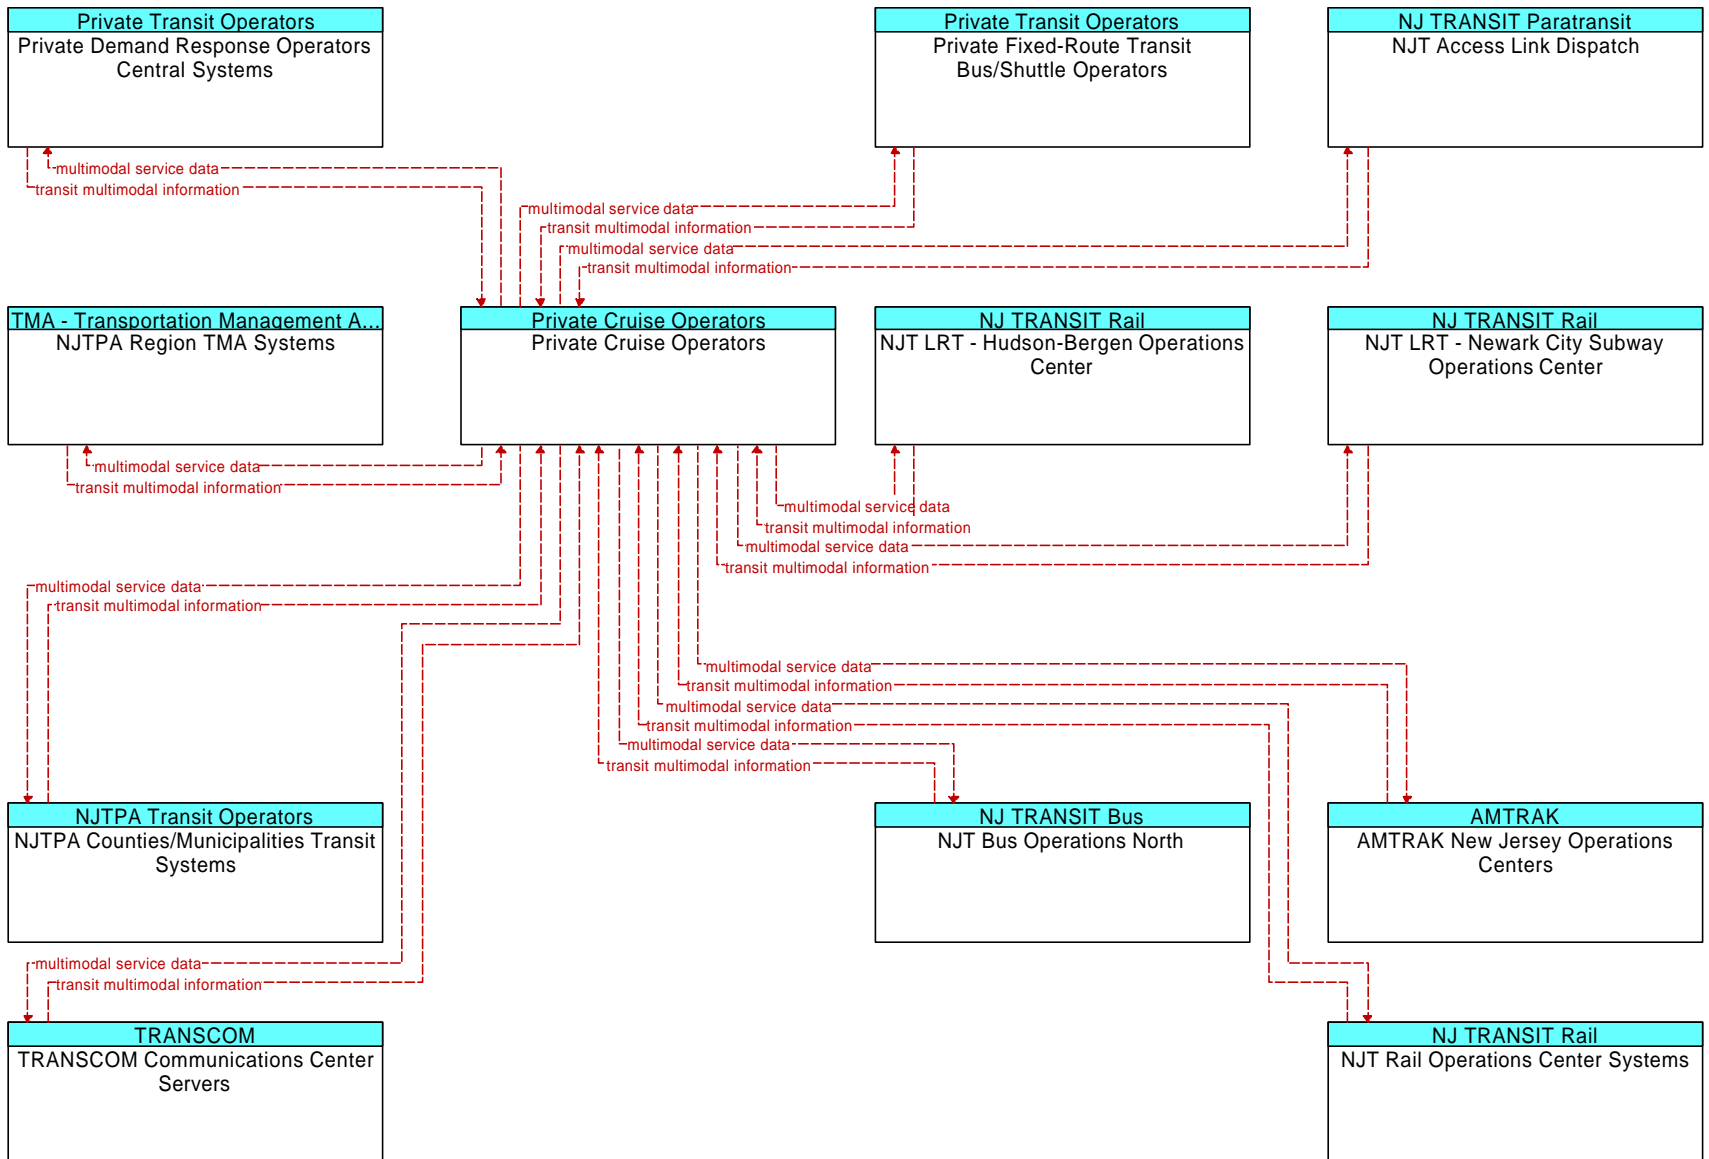 Private Transit Operators
Private Demand Response Operators
Central Systems
Private Transit Operators
Private Fixed-Route Transit
Bus/Shuttle Operators
NJ TRANSIT Paratransit
NJT Access Link Dispatch
multimodal service data
transit multimodal information
multimodal service data
transit multimodal information
multimodal service data
transit multimodal information
TMA - Transportation Management A...
NJTPA Region TMA Systems
Private Cruise Operators
Private Cruise Operators
NJ TRANSIT Rail
NJT LRT - Hudson-Bergen Operations
Center
NJ TRANSIT Rail
NJT LRT - Newark City Subway
Operations Center
multimodal service data
transit multimodal information
multimodal service data
transit multimodal information
multimodal service data
transit multimodal information
multimodal service data
transit multimodal information
multimodal service data
transit multimodal information
multimodal service data
transit multimodal information
multimodal service data
transit multimodal information
NJTPA Transit Operators
NJTPA Counties/Municipalities Transit
Systems
NJ TRANSIT Bus
NJT Bus Operations North
AMTRAK
AMTRAK New Jersey Operations
Centers
multimodal service data
transit multimodal information
TRANSCOM
TRANSCOM Communications Center
Servers
NJ TRANSIT Rail
NJT Rail Operations Center Systems